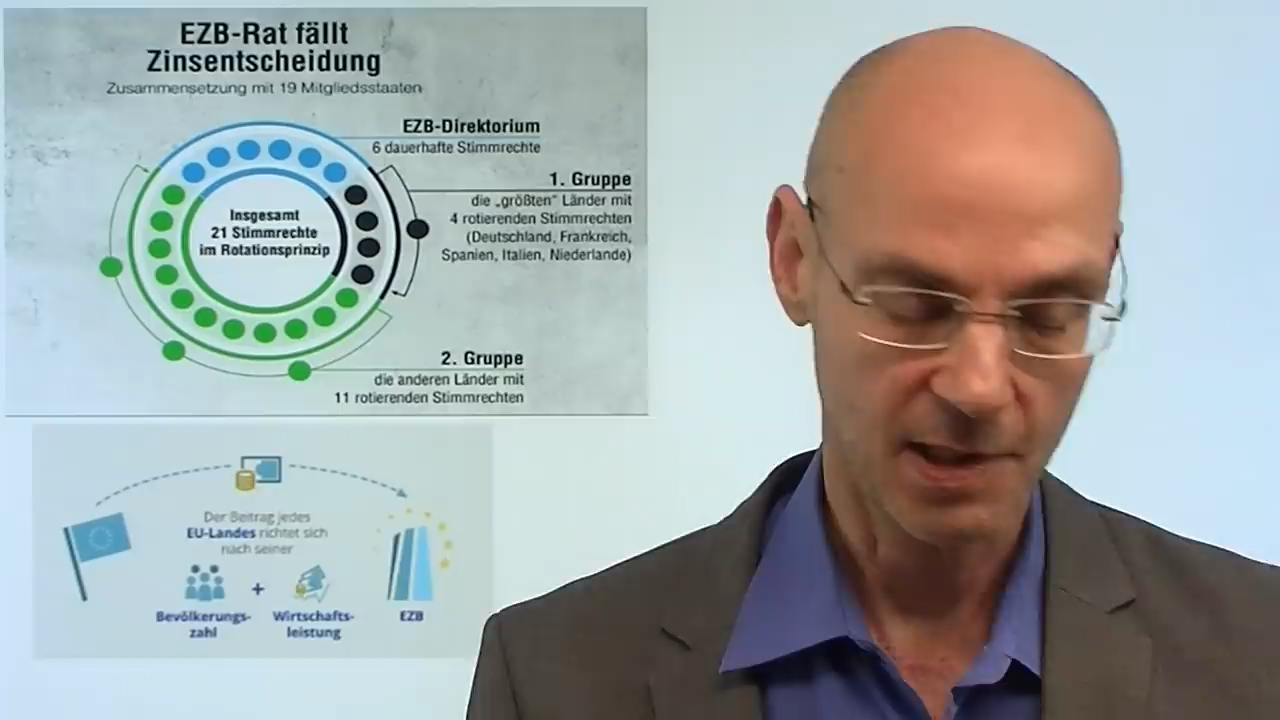 EZB-Rat fällt
Zinsentscheidung
Zusammensetzung mit 19 Mitgliedsstaaten
EZB-Direktorium
6 dauerhafte Stimmrechte
1. Gruppe
die „größten“ Länder mit
4 rotierenden Stimmrechten
(Deutschland, Frankreich,
Spanien, Italien, Niederlande)
Insgesamt
21 Stimmrechte
im Rotationsprinzip
2. Gruppe
die anderen Länder mit
11 rotierenden Stimmrechten
Der Beitrag jedes
EU-Landes richtet sich
nach seiner
Bevölkerungs-
zahl
+
Wirtschafts-
leistung
EZB